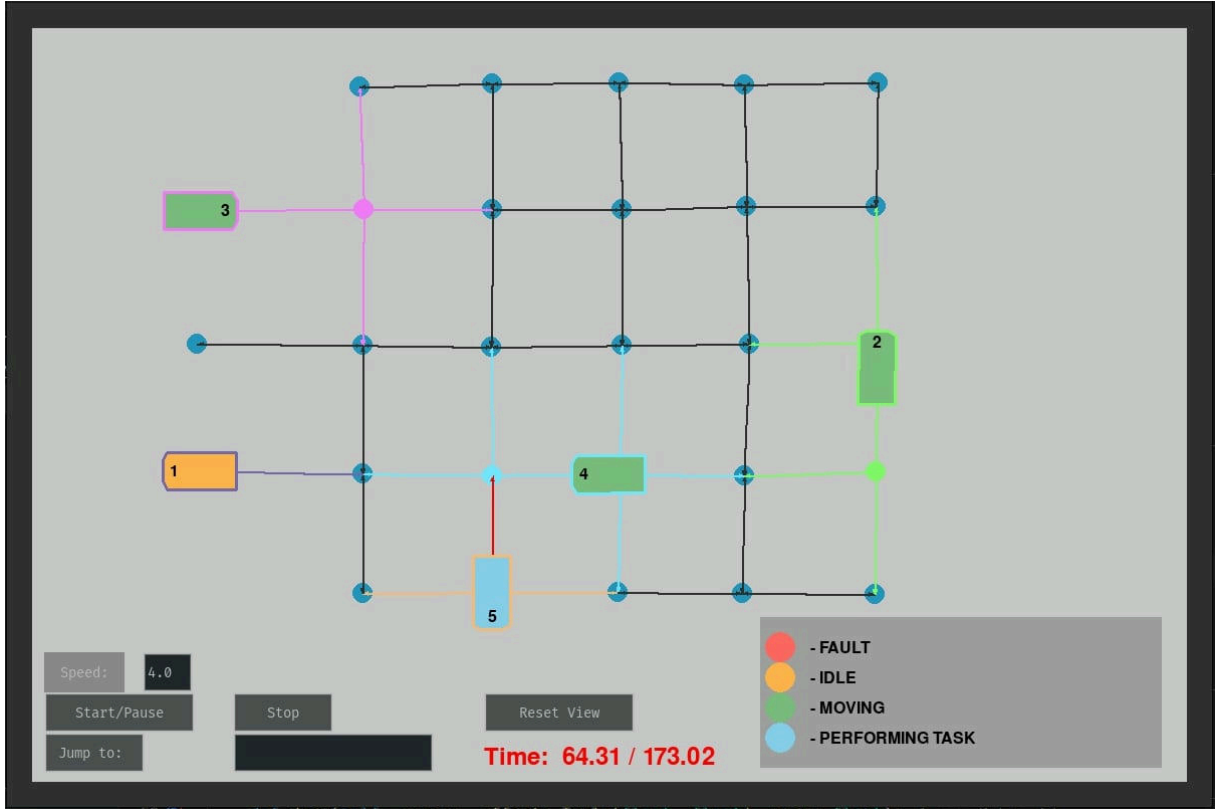 3
2
1
4
5
- FAULT
- IDLE
- MOVING
- PERFORMING TASK
Speed: 4.0
Start/Pause Stop Reset View
Jump to: Time: 64.31 / 173.02